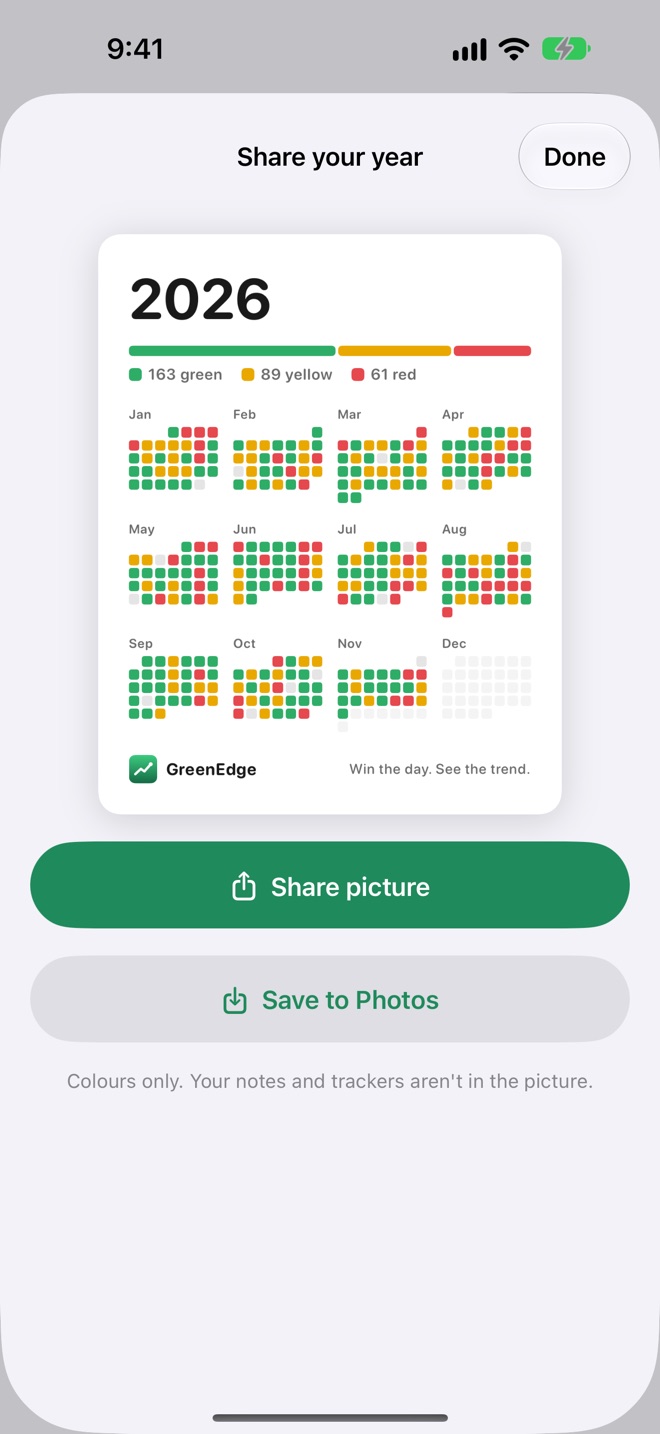 9:41
Share your year
Done
2026
163 green 89 yellow 61 red
Jan Feb Mar Apr
May Jun Jul Aug
Sep Oct Nov Dec
GreenEdge
Win the day. See the trend.
Share picture
Save to Photos
Colours only. Your notes and trackers aren't in the picture.